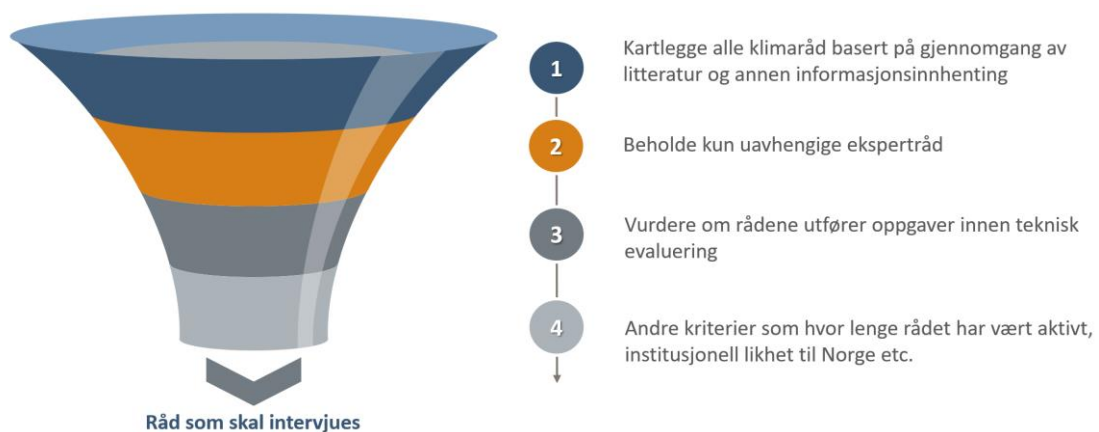 1
Kartlegge alle klimaråd basert på gjennomgang av
litteratur og annen informasjonsinnhenting
2
Beholde kun uavhengige ekspertråd
3
Vurdere om rådene utfører oppgaver innen teknisk
evaluering
4
Andre kriterier som hvor lenge rådet har vært aktivt,
institusjonell likhet til Norge etc.
Råd som skal intervjues